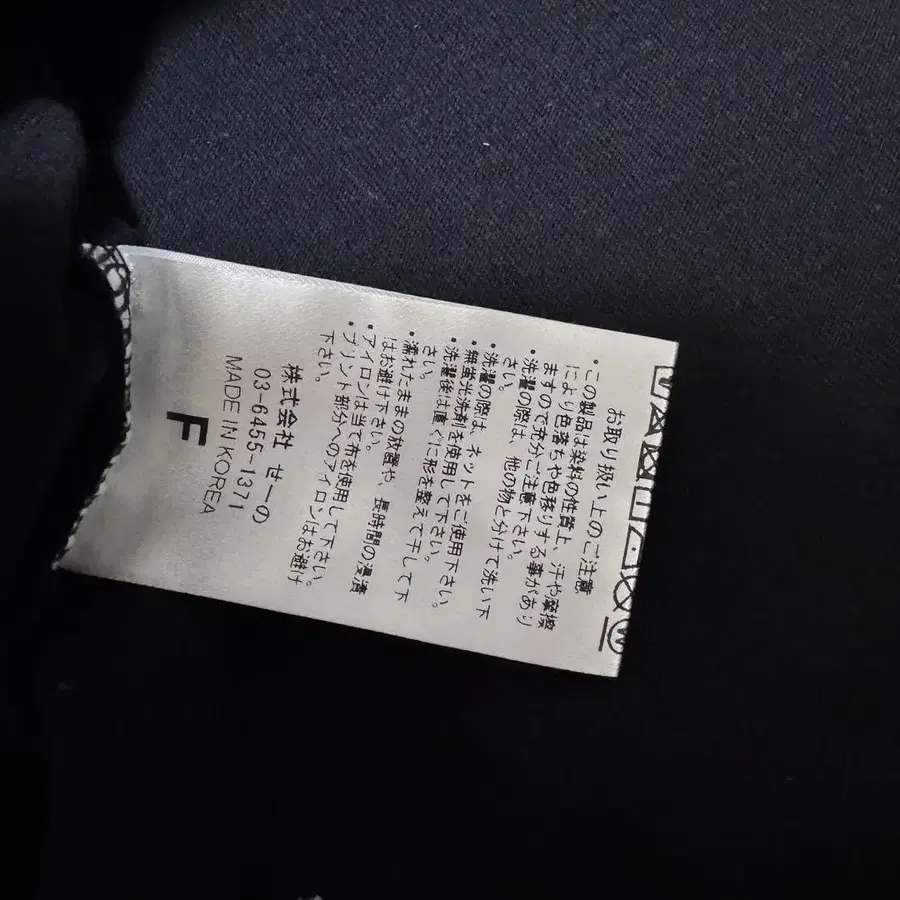 お取り扱い上のご注意
・この製品は染料の性質上、汗や摩擦
により色落ちや色移りする事があり
ますので充分ご注意下さい。
・洗濯の際は、他の物と分けて洗い下
さい。
・洗濯の際は、ネットをご使用下さい。
・無蛍光洗剤を使用して下さい。
・洗濯後は直ぐに形を整えて干して下
さい。
・濡れたままの放置や、長時間の浸漬
はお避け下さい。
・アイロンは当て布を使用して下さい。
・プリント部分へのアイロンはお避け
下さい。
株式会社 せーの
03-6455-1371
MADE IN KOREA
F